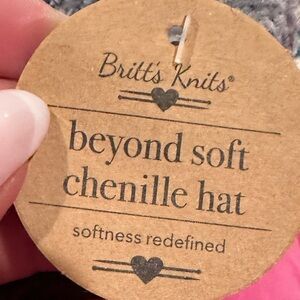 Britt's Knits®
beyond soft
chenille hat
softness redefined